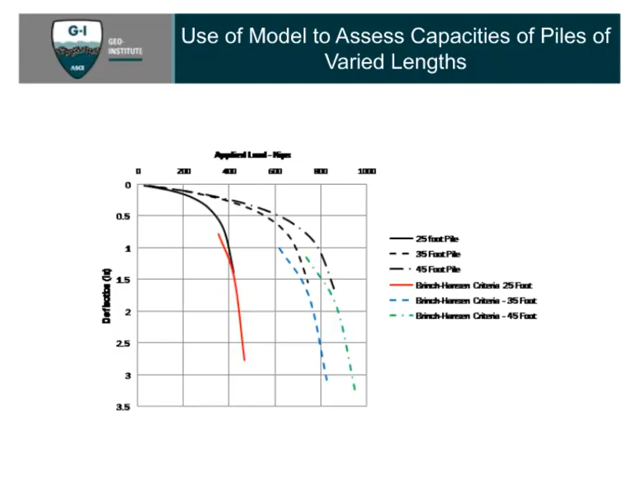 G-I
ASCE
GEO-
INSTITUTE
Use of Model to Assess Capacities of Piles of
Varied Lengths
Applied Load - Kips
0 200 400 600 800 1000
0
0.5
1
1.5
2
2.5
3
3.5
Deflection (in)
25 foot Pile
35 Foot Pile
45 Foot Pile
Brinch-Hansen Criteria 25 Foot
Brinch-Hansen Criteria - 35 Foot
Brinch-Hansen Criteria - 45 Foot